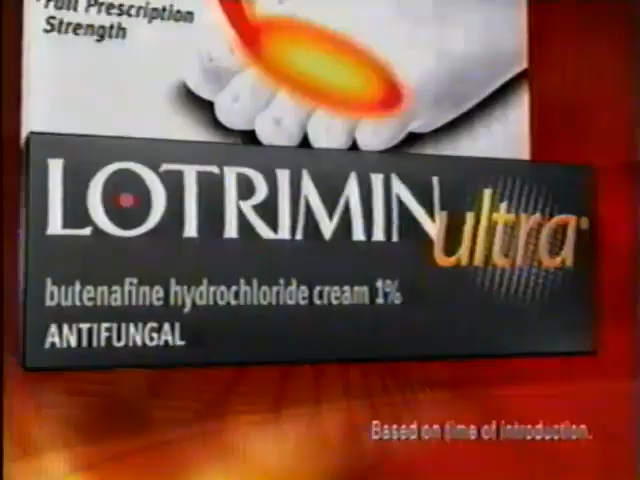 Full Prescription
Strength
LOTRIMIN ultra
butenafine hydrochloride cream 1%
ANTIFUNGAL
Based on time of introduction.